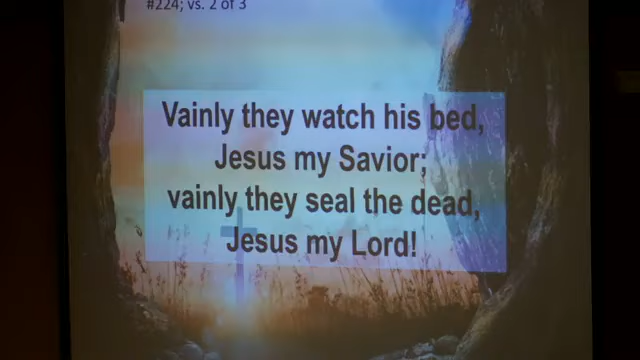 #224; vs. 2 of 3
Vainly they watch his bed,
Jesus my Savior;
vainly they seal the dead,
Jesus my Lord!